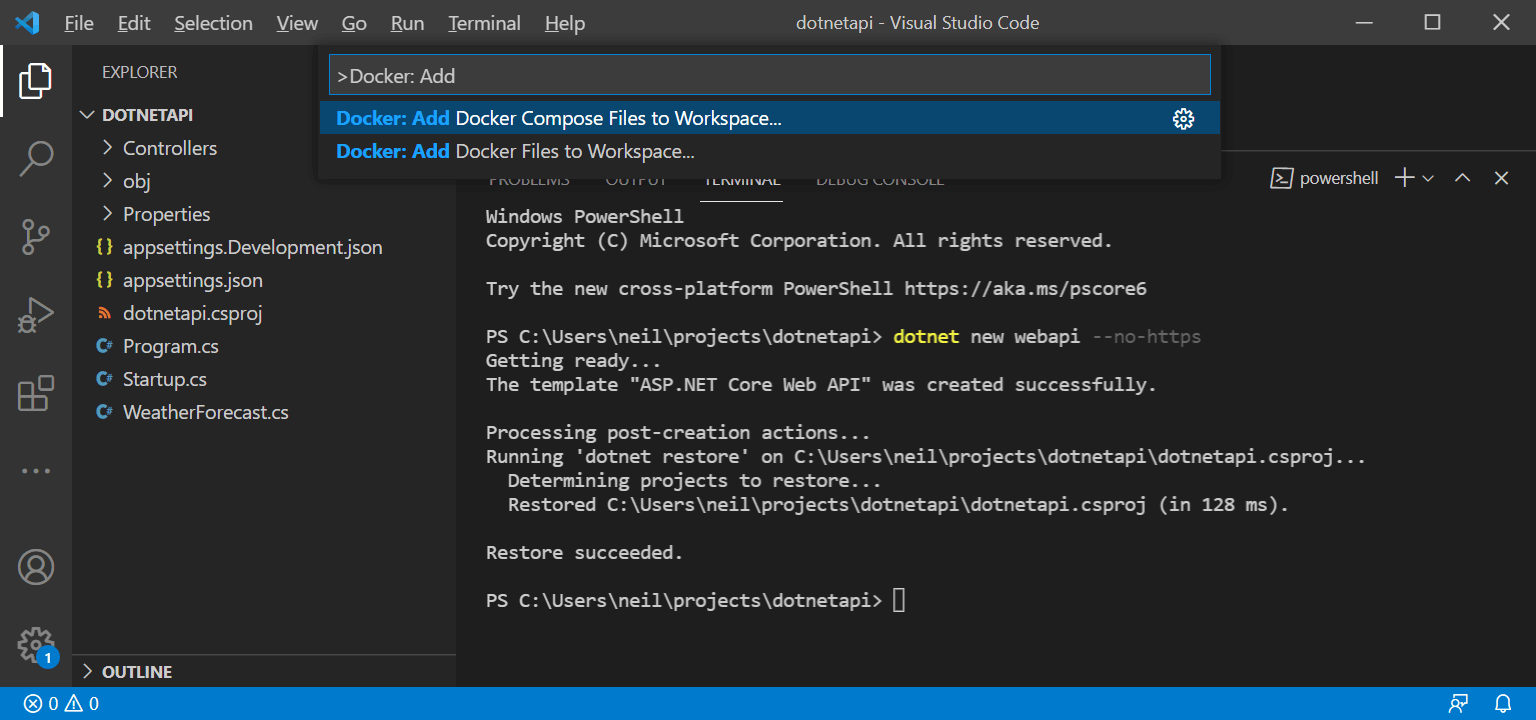 File Edit Selection View Go Run Terminal Help dotnetapi - Visual Studio Code
>Docker: Add
Docker: Add Docker Compose Files to Workspace...
Docker: Add Docker Files to Workspace...
EXPLORER
DOTNETAPI
Controllers
obj
Properties
{} appsettings.Development.json
{} appsettings.json
dotnetapi.csproj
C# Program.cs
C# Startup.cs
C# WeatherForecast.cs
OUTLINE
PROBLEMS OUTPUT TERMINAL DEBUG CONSOLE powershell
Windows PowerShell
Copyright (C) Microsoft Corporation. All rights reserved.
Try the new cross-platform PowerShell https://aka.ms/pscore6
PS C:\Users\neil\projects\dotnetapi> dotnet new webapi --no-https
Getting ready...
The template "ASP.NET Core Web API" was created successfully.
Processing post-creation actions...
Running 'dotnet restore' on C:\Users\neil\projects\dotnetapi\dotnetapi.csproj...
Determining projects to restore...
Restored C:\Users\neil\projects\dotnetapi\dotnetapi.csproj (in 128 ms).
Restore succeeded.
PS C:\Users\neil\projects\dotnetapi>
1
0 0